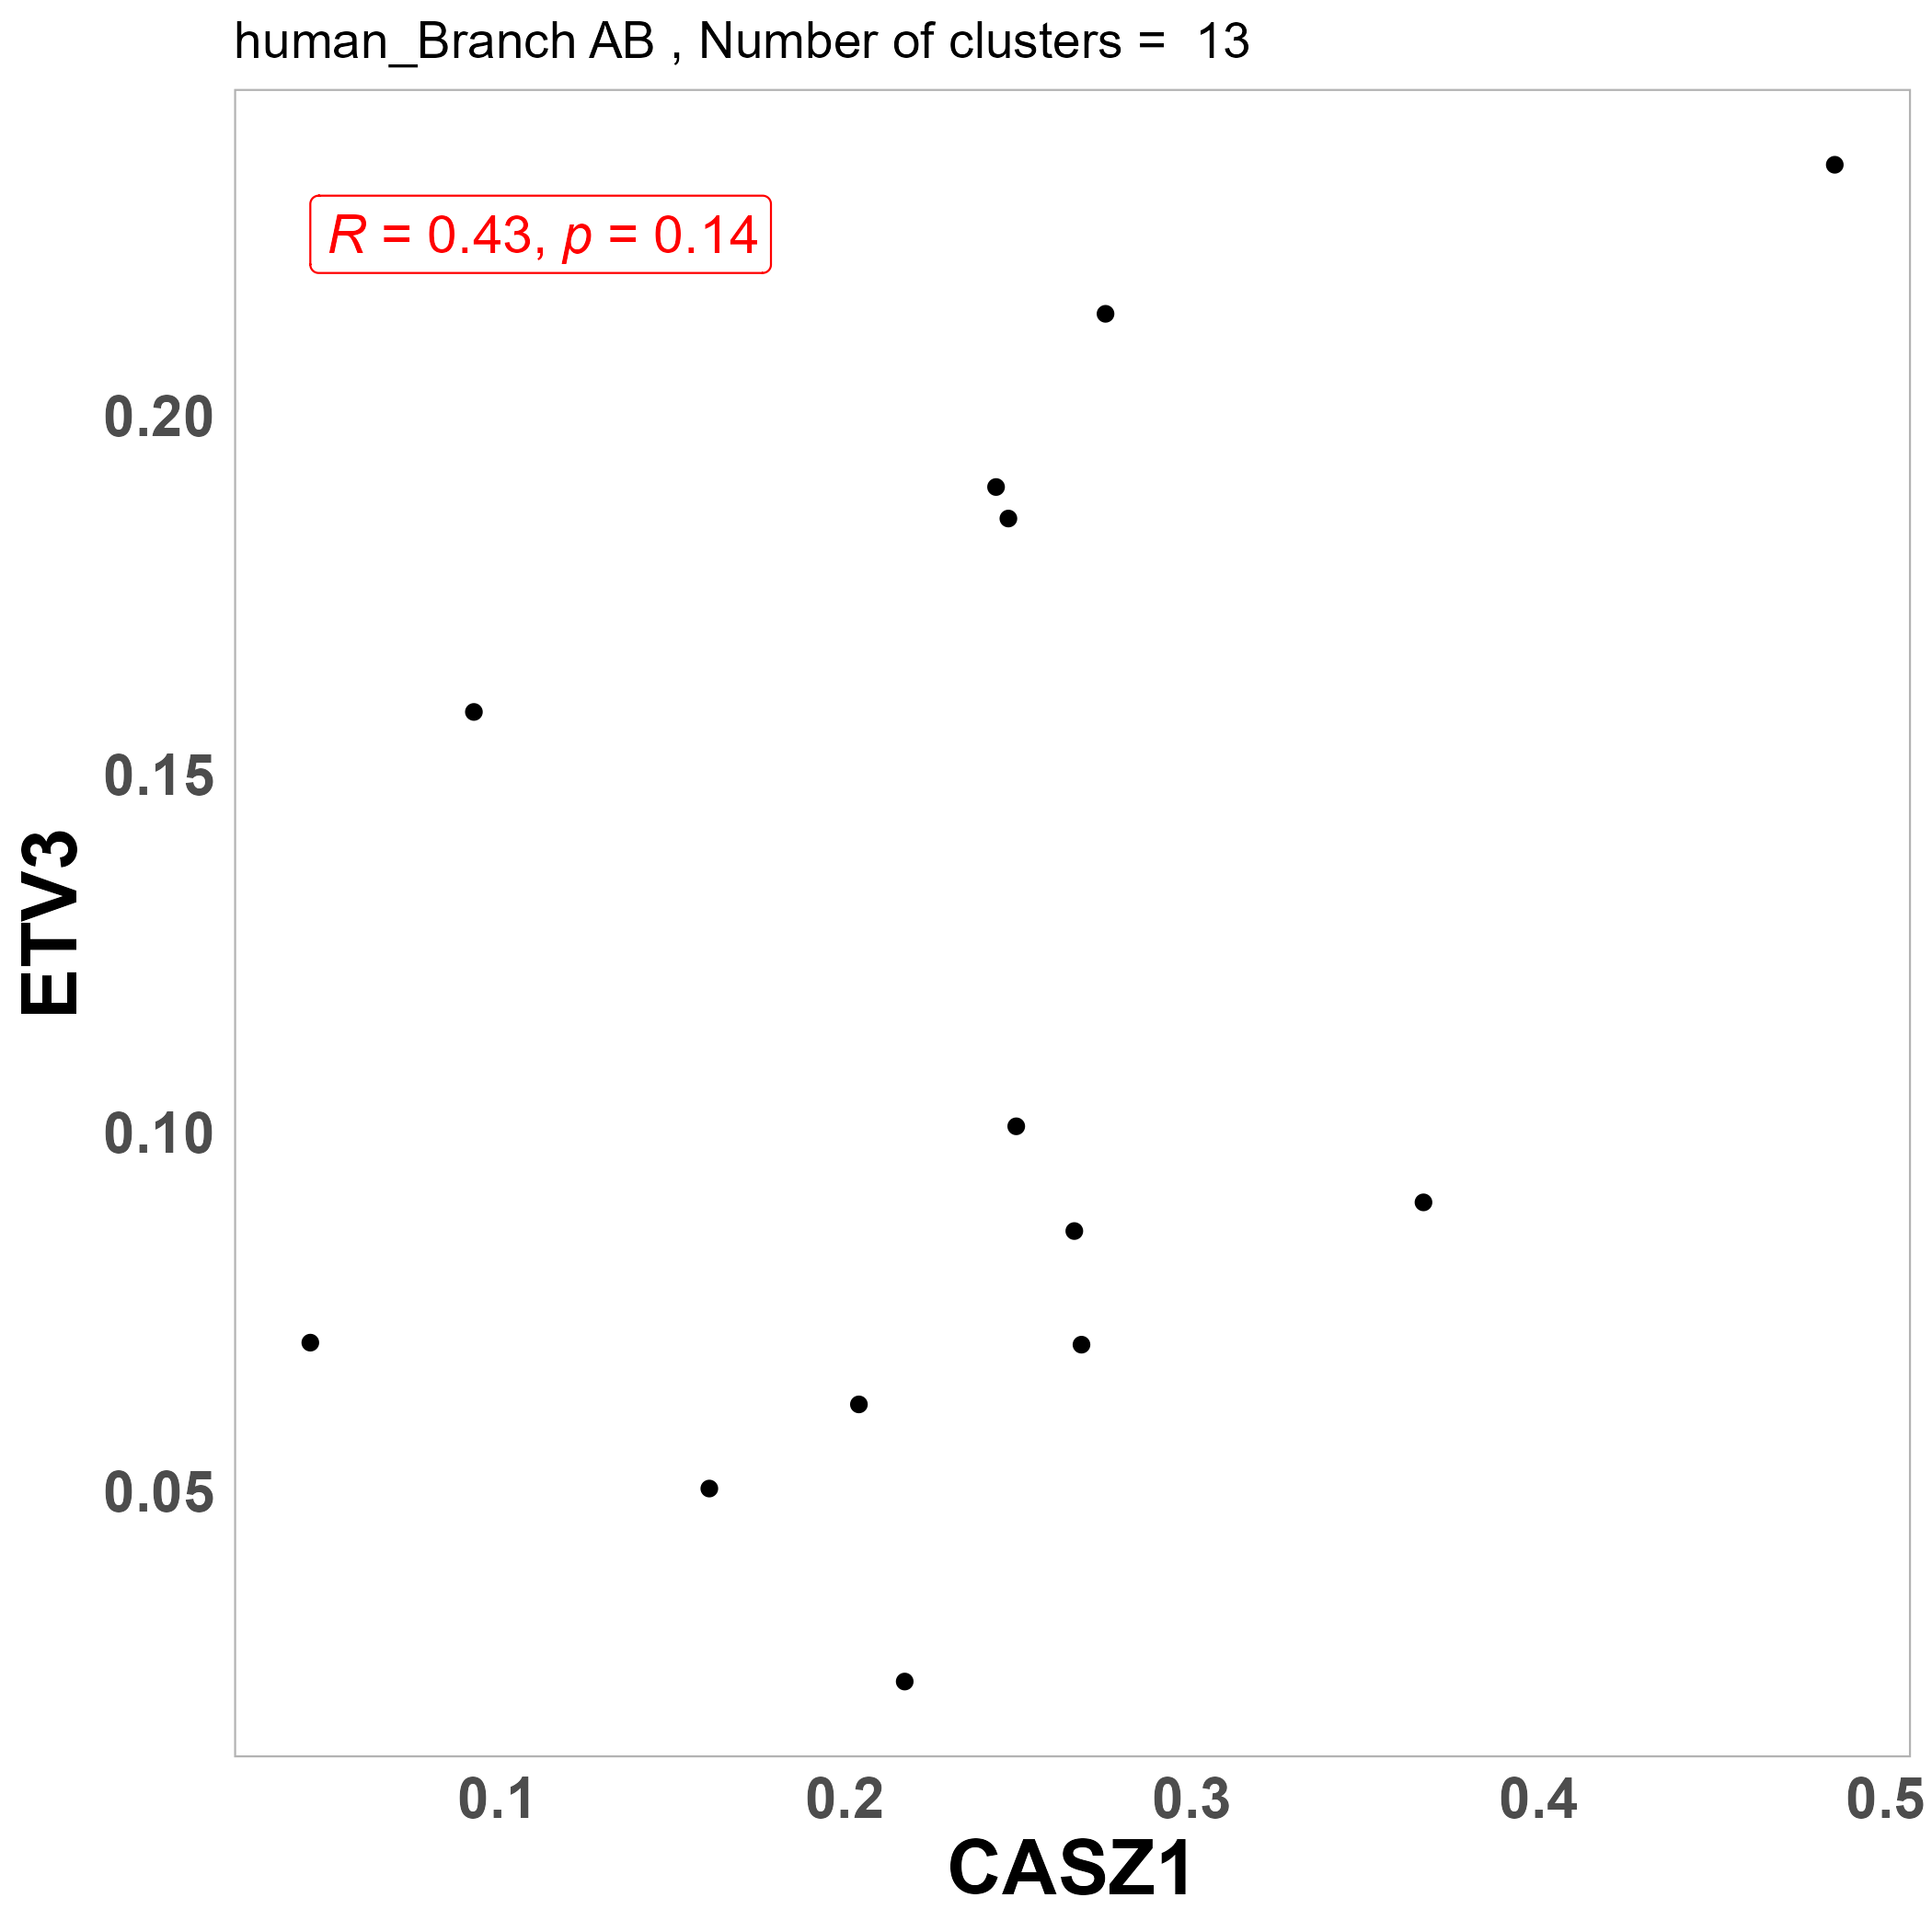 human_Branch AB , Number of clusters =  13
R = 0.43, p = 0.14
0.20
0.15
0.10
0.05
ETV3
0.1 0.2 0.3 0.4 0.5
CASZ1